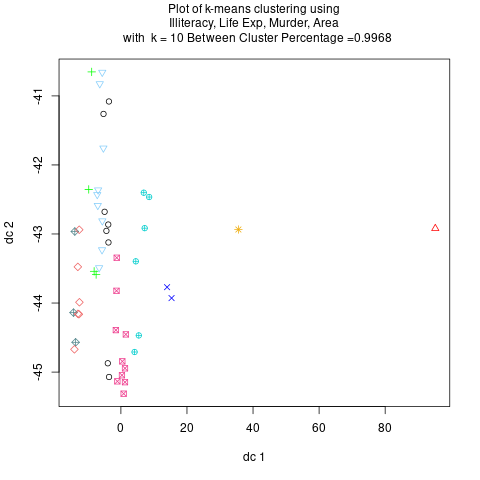 Plot of k-means clustering using
Illiteracy, Life Exp, Murder, Area
with k = 10 Between Cluster Percentage =0.9968
-41
-42
-43
-44
-45
dc 2
0
20
40
60
80
dc 1